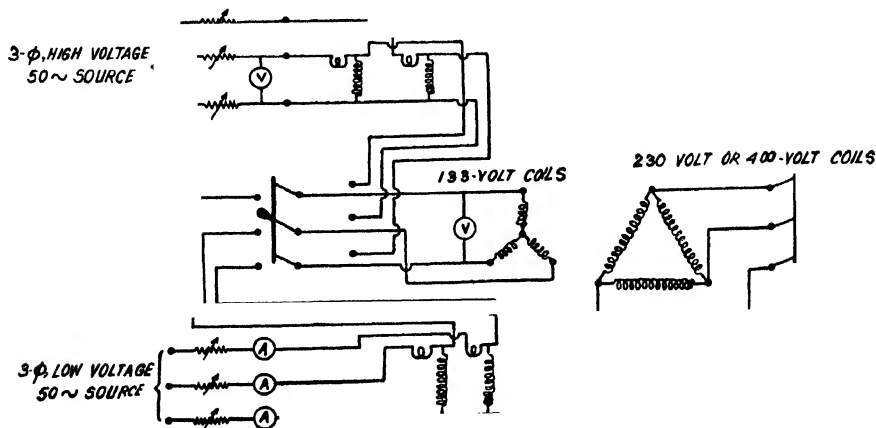 3-ϕ, HIGH VOLTAGE
50 ~ SOURCE
V
133-VOLT COILS
230 VOLT OR 400-VOLT COILS
V
3-ϕ, LOW VOLTAGE
50 ~ SOURCE
A
A
A